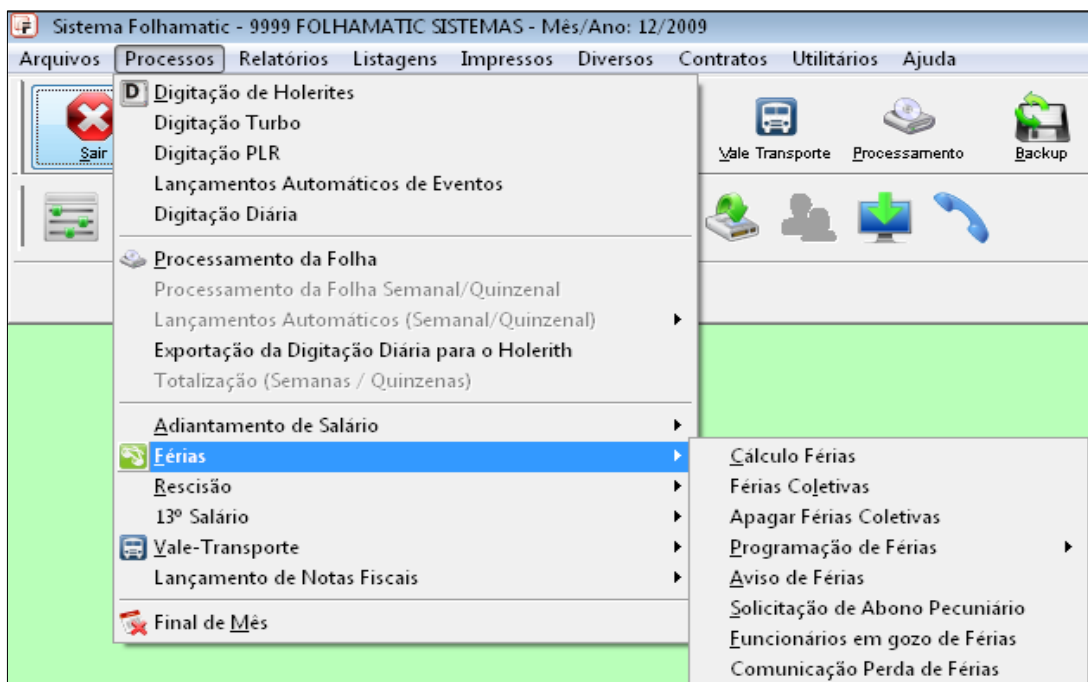 Sistema Folhamatic - 9999 FOLHAMATIC SISTEMAS - Mês/Ano: 12/2009
Arquivos Processos Relatórios Listagens Impressos Diversos Contratos Utilitários Ajuda
Sair
Vale Transporte Processamento Backup
D Digitação de Holerites
Digitação Turbo
Digitação PLR
Lançamentos Automáticos de Eventos
Digitação Diária
Processamento da Folha
Processamento da Folha Semanal/Quinzenal
Lançamentos Automáticos (Semanal/Quinzenal)
Exportação da Digitação Diária para o Holerith
Totalização (Semanas / Quinzenas)
Adiantamento de Salário
Férias
Rescisão
13º Salário
Vale-Transporte
Lançamento de Notas Fiscais
Final de Mês
Cálculo Férias
Férias Coletivas
Apagar Férias Coletivas
Programação de Férias
Aviso de Férias
Solicitação de Abono Pecuniário
Funcionários em gozo de Férias
Comunicação Perda de Férias